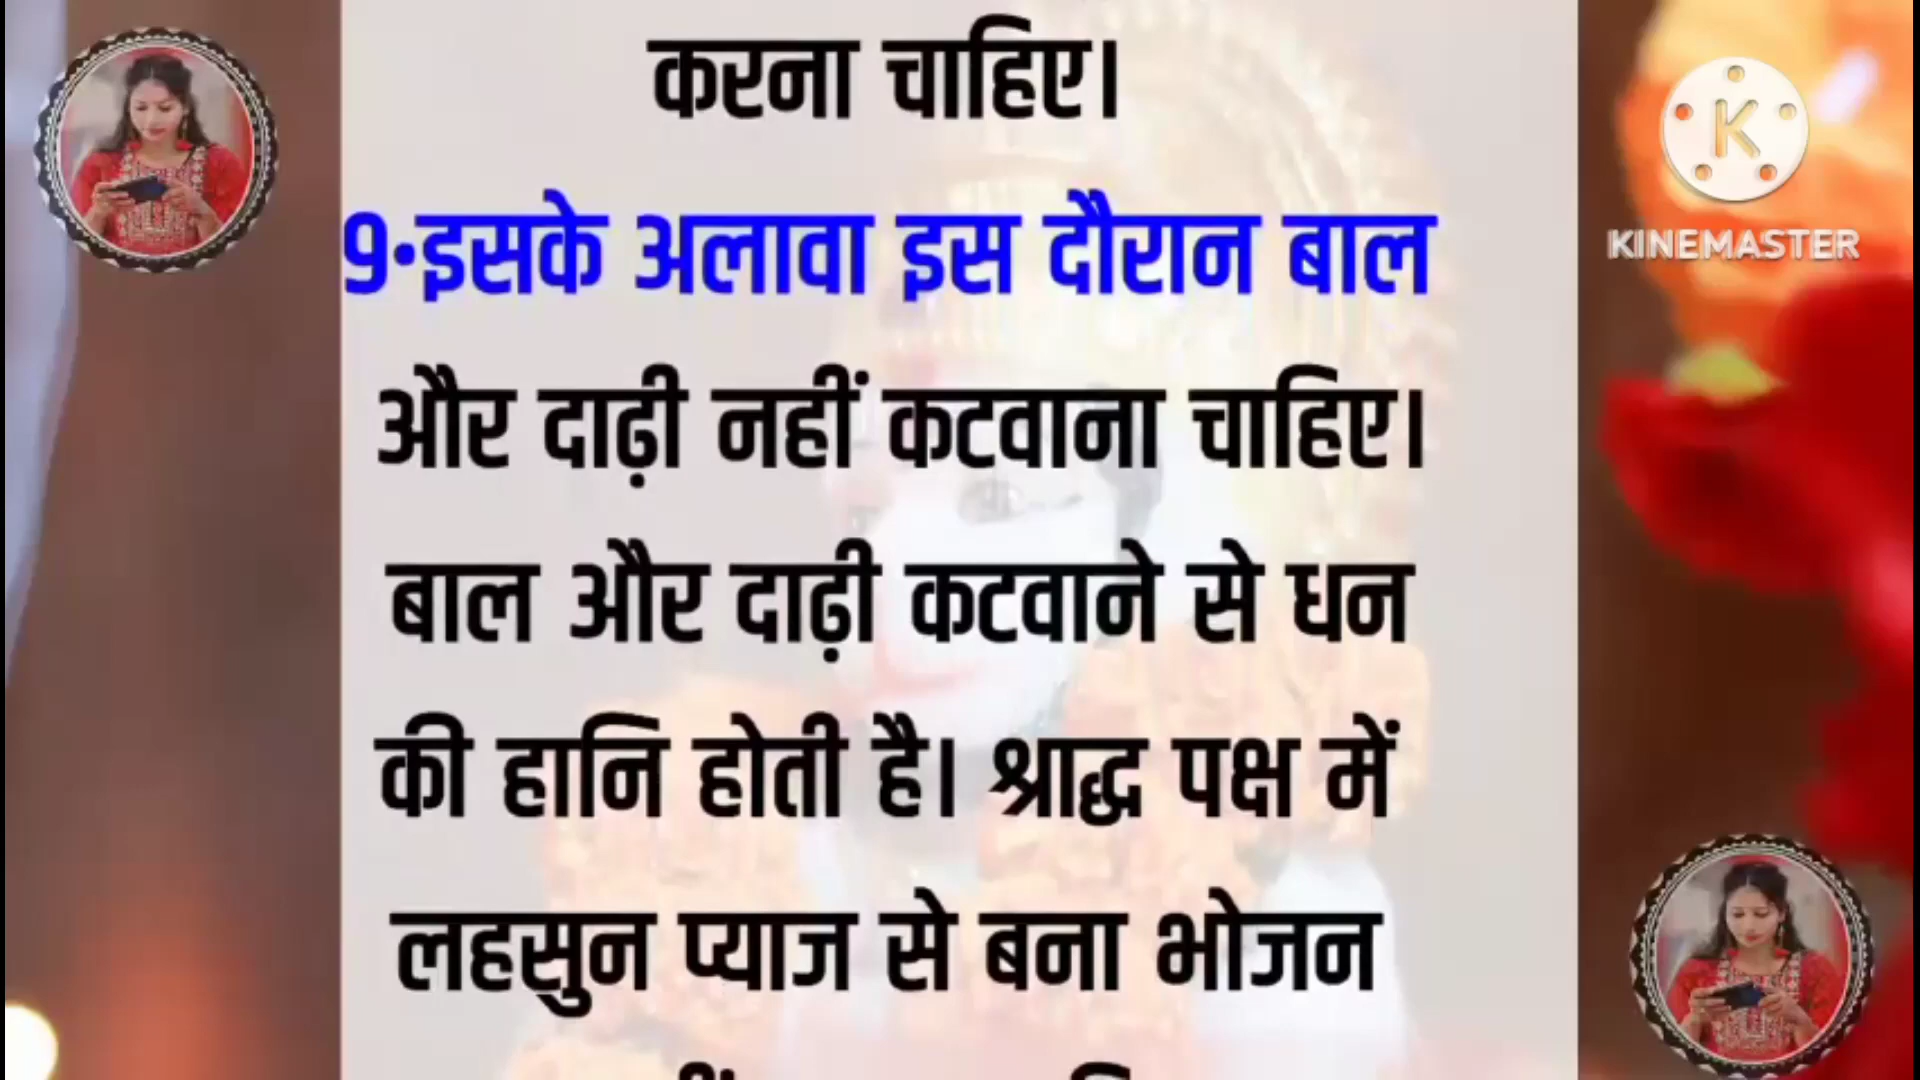 करना चाहिए।
9•इसके अलावा इस दौरान बाल
और दाढ़ी नहीं कटवाना चाहिए।
बाल और दाढ़ी कटवाने से धन
की हानि होती है। श्राद्ध पक्ष में
लहसुन प्याज से बना भोजन
K
KINEMASTER